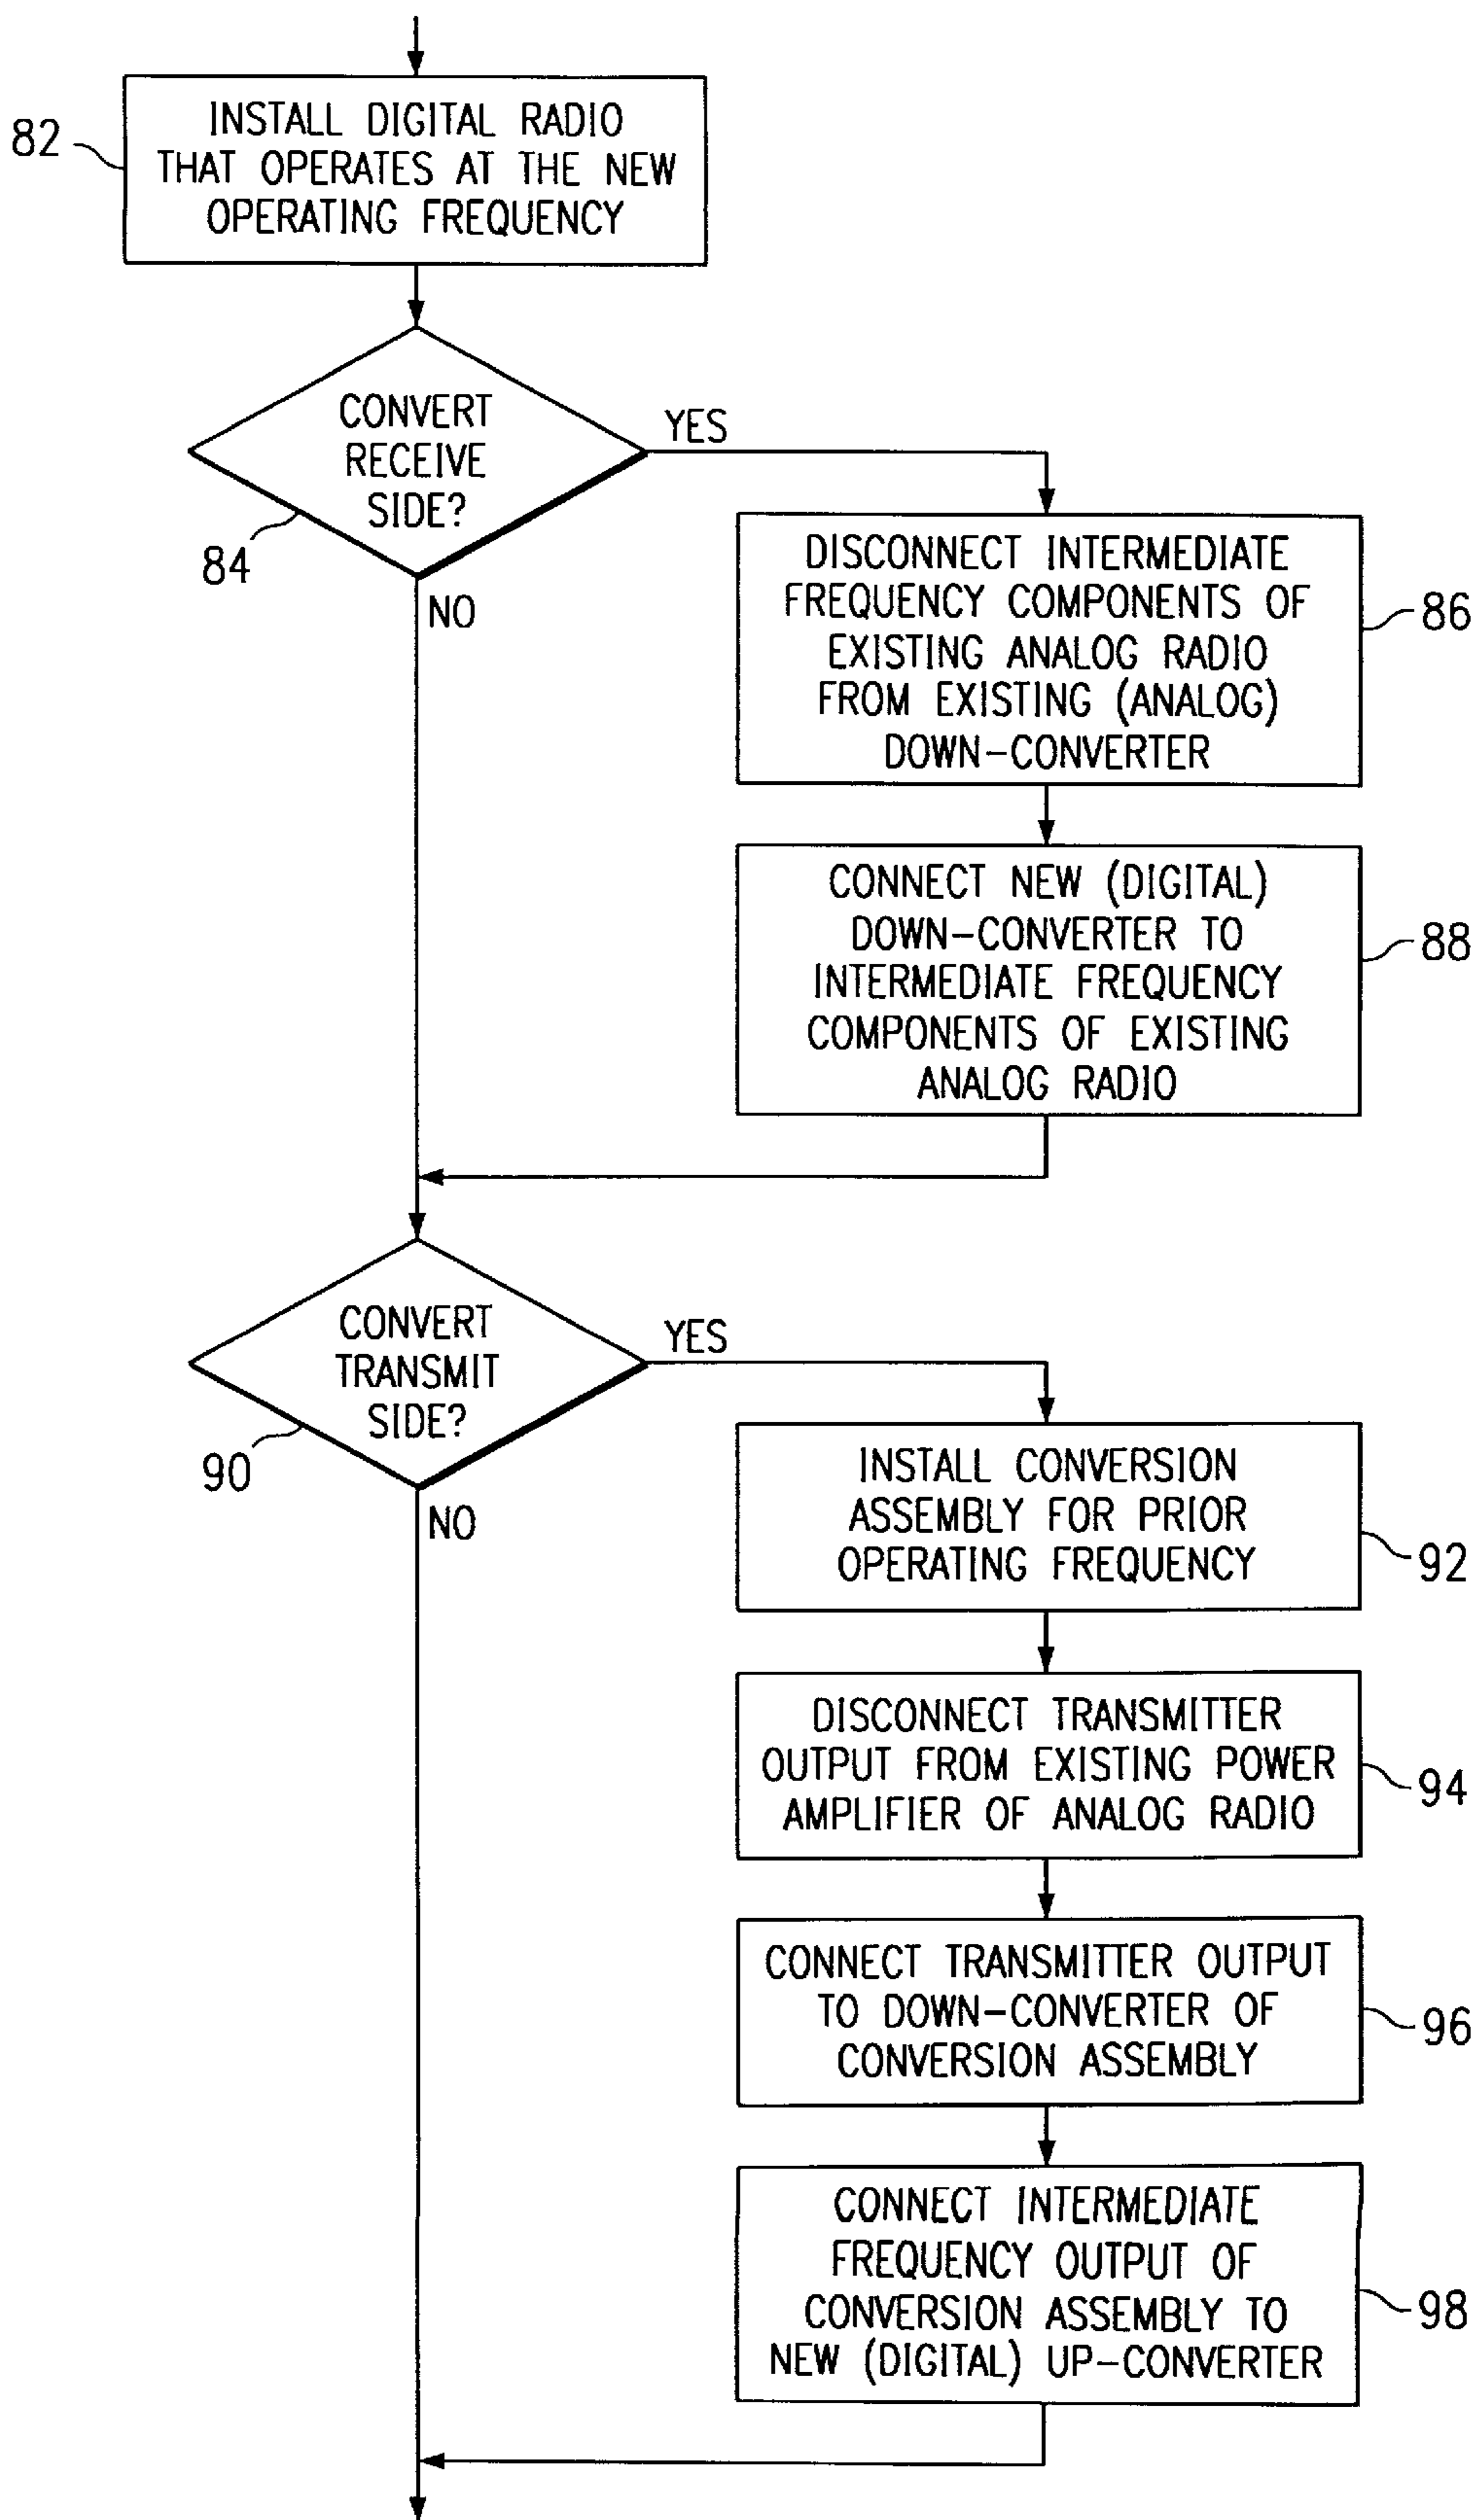 INSTALL DIGITAL RADIO
THAT OPERATES AT THE NEW
OPERATING FREQUENCY
82
CONVERT
RECEIVE
SIDE?
84
YES
NO
DISCONNECT INTERMEDIATE
FREQUENCY COMPONENTS OF
EXISTING ANALOG RADIO
FROM EXISTING (ANALOG)
DOWN-CONVERTER
86
CONNECT NEW (DIGITAL)
DOWN-CONVERTER TO
INTERMEDIATE FREQUENCY
COMPONENTS OF EXISTING
ANALOG RADIO
88
CONVERT
TRANSMIT
SIDE?
90
YES
NO
INSTALL CONVERSION
ASSEMBLY FOR PRIOR
OPERATING FREQUENCY
92
DISCONNECT TRANSMITTER
OUTPUT FROM EXISTING POWER
AMPLIFIER OF ANALOG RADIO
94
CONNECT TRANSMITTER OUTPUT
TO DOWN-CONVERTER OF
CONVERSION ASSEMBLY
96
CONNECT INTERMEDIATE
FREQUENCY OUTPUT OF
CONVERSION ASSEMBLY TO
NEW (DIGITAL) UP-CONVERTER
98